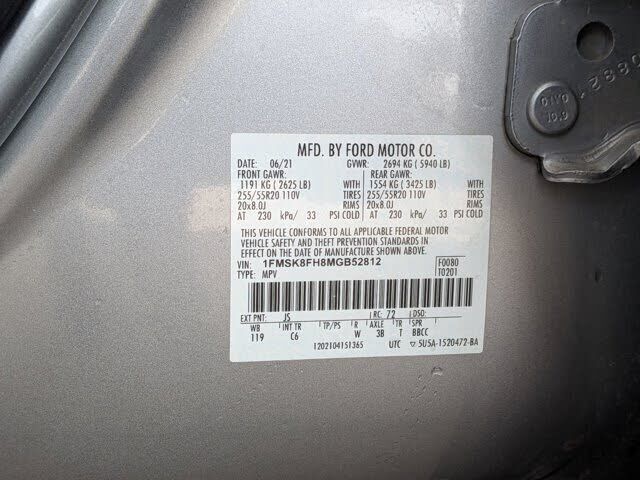 MFD. BY FORD MOTOR CO.
DATE: 06/21 GVWR: 2694 KG ( 5940 LB)
FRONT GAWR: REAR GAWR:
1191 KG ( 2625 LB) WITH 1554 KG ( 3425 LB) WITH
255/55R20 110V TIRES 255/55R20 110V TIRES
20x8.0J RIMS 20x8.0J RIMS
AT 230 kPa/ 33 PSI COLD AT 230 kPa/ 33 PSI COLD
THIS VEHICLE CONFORMS TO ALL APPLICABLE FEDERAL MOTOR
VEHICLE SAFETY AND THEFT PREVENTION STANDARDS IN
EFFECT ON THE DATE OF MANUFACTURE SHOWN ABOVE.
VIN: 1FMSK8FH8MGB52812 F0080
TYPE: MPV T0201
EXT PNT: JS RC: 72 DSO:
WB INT TR TP/PS R AXLE TR SPR
119 C6 W 3B T BBCC
1202104151365 UTC ▽ 5U5A-1520472-BA